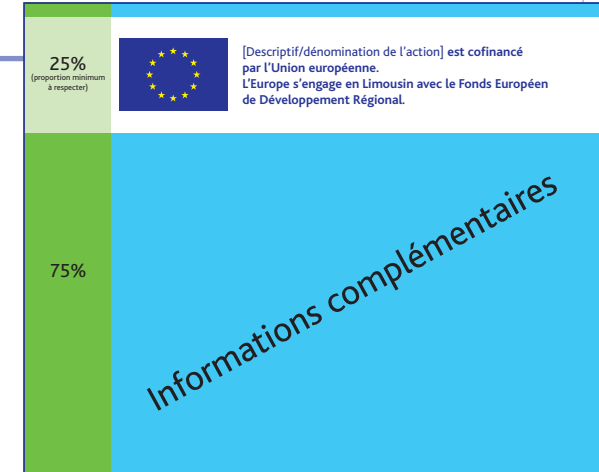 25%
(proportion minimum
à respecter)
[Descriptif/dénomination de l'action] est cofinancé
par l'Union européenne.
L'Europe s'engage en Limousin avec le Fonds Européen
de Développement Régional.
75%
Informations complémentaires